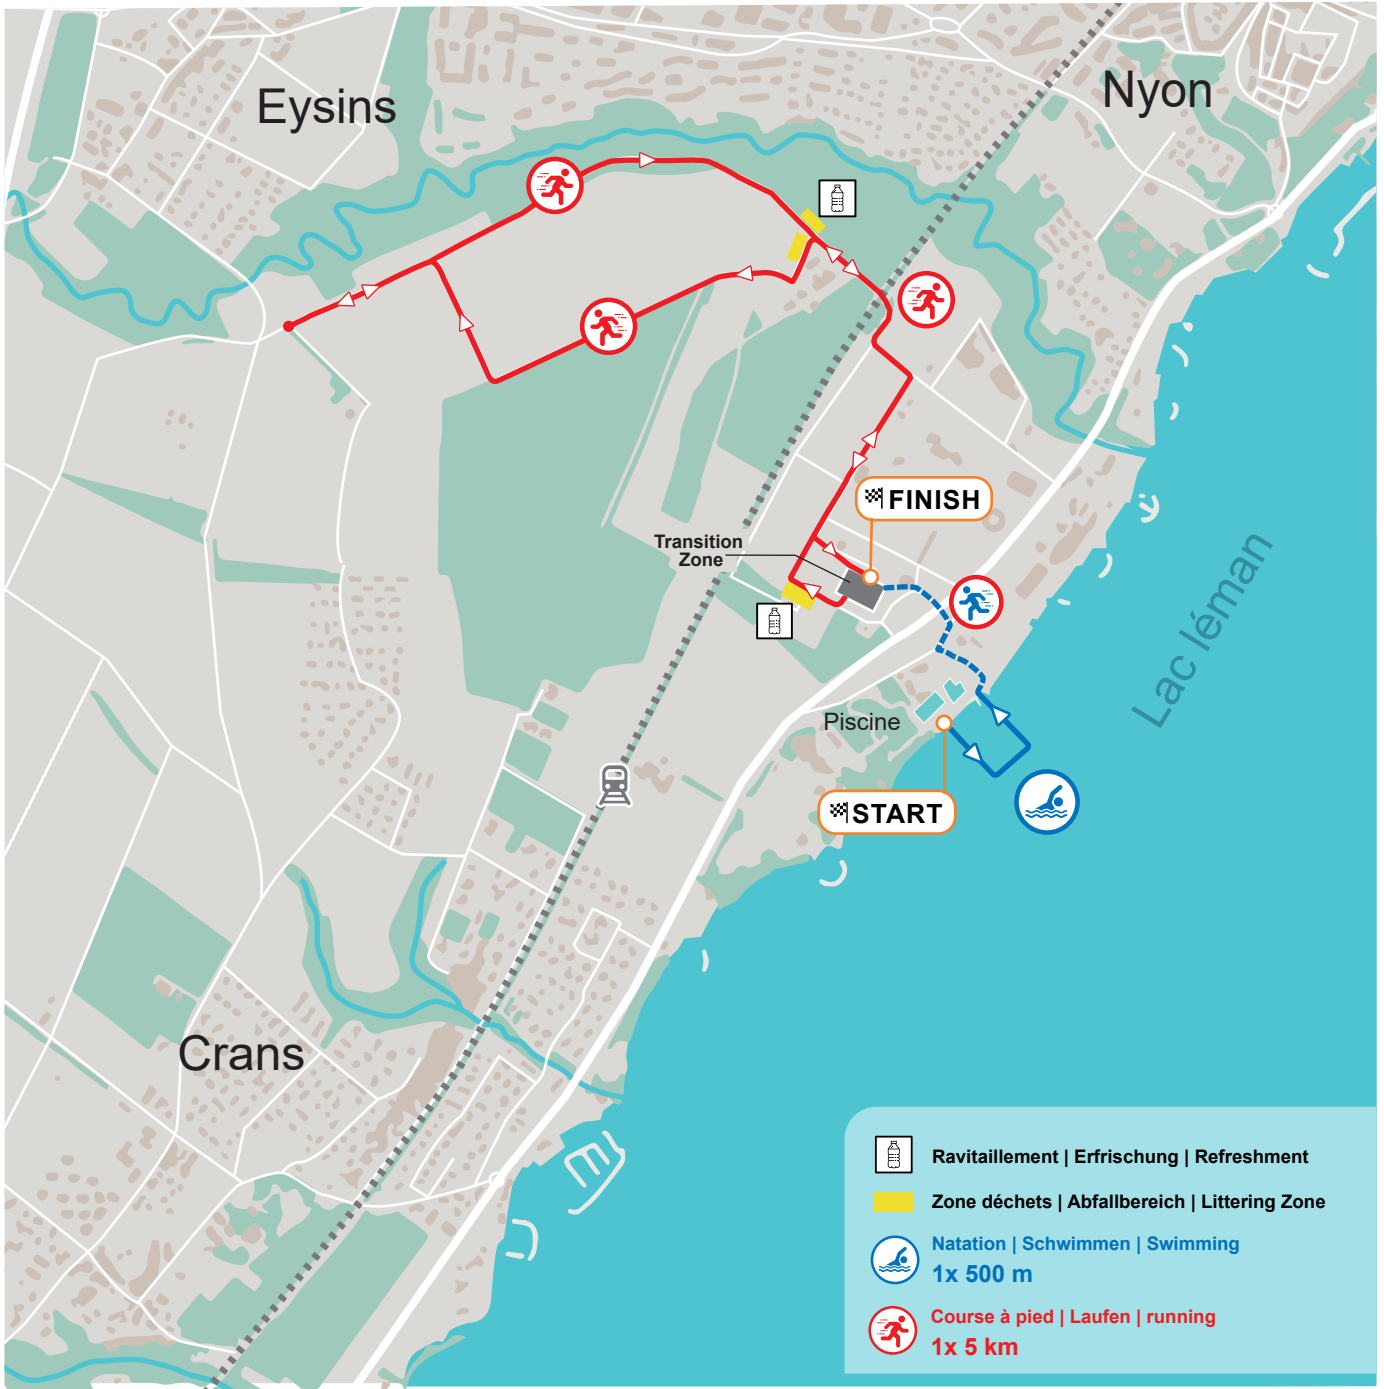 Eysins
Nyon
FINISH
Transition
Zone
Lac léman
Piscine
START
Crans
Ravitaillement | Erfrischung | Refreshment
Zone déchets | Abfallbereich | Littering Zone
Natation | Schwimmen | Swimming
1x 500 m
Course à pied | Laufen | running
1x 5 km